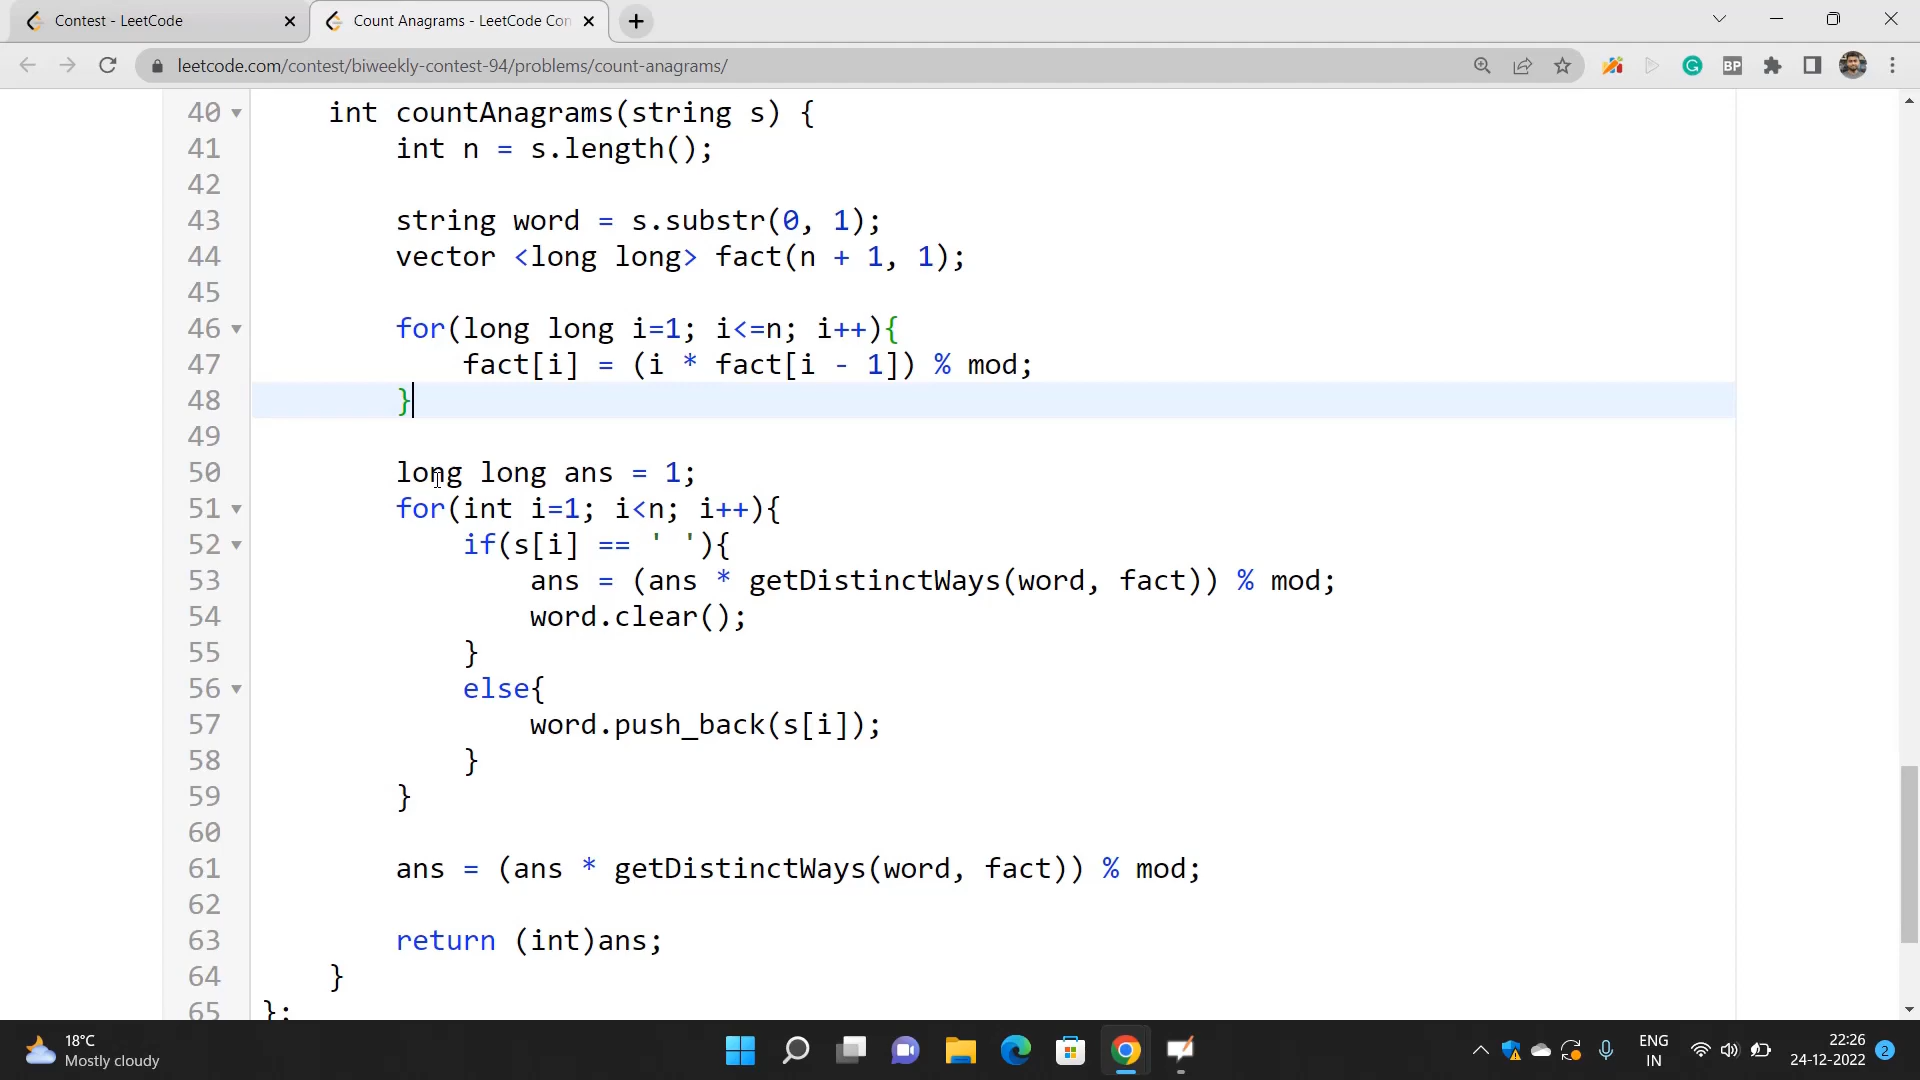 Contest - LeetCode
Count Anagrams - LeetCode Con
leetcode.com/contest/biweekly-contest-94/problems/count-anagrams/
BP
40 int countAnagrams(string s) {
41 int n = s.length();
42
43 string word = s.substr(0, 1);
44 vector <long long> fact(n + 1, 1);
45
46 for(long long i=1; i<=n; i++){
47 fact[i] = (i * fact[i - 1]) % mod;
48 }
49
50 long long ans = 1;
51 for(int i=1; i<n; i++){
52 if(s[i] == ' '){
53 ans = (ans * getDistinctWays(word, fact)) % mod;
54 word.clear();
55 }
56 else{
57 word.push_back(s[i]);
58 }
59 }
60
61 ans = (ans * getDistinctWays(word, fact)) % mod;
62
63 return (int)ans;
64 }
65 };
18°C
Mostly cloudy
ENG
IN
22:26
24-12-2022
2